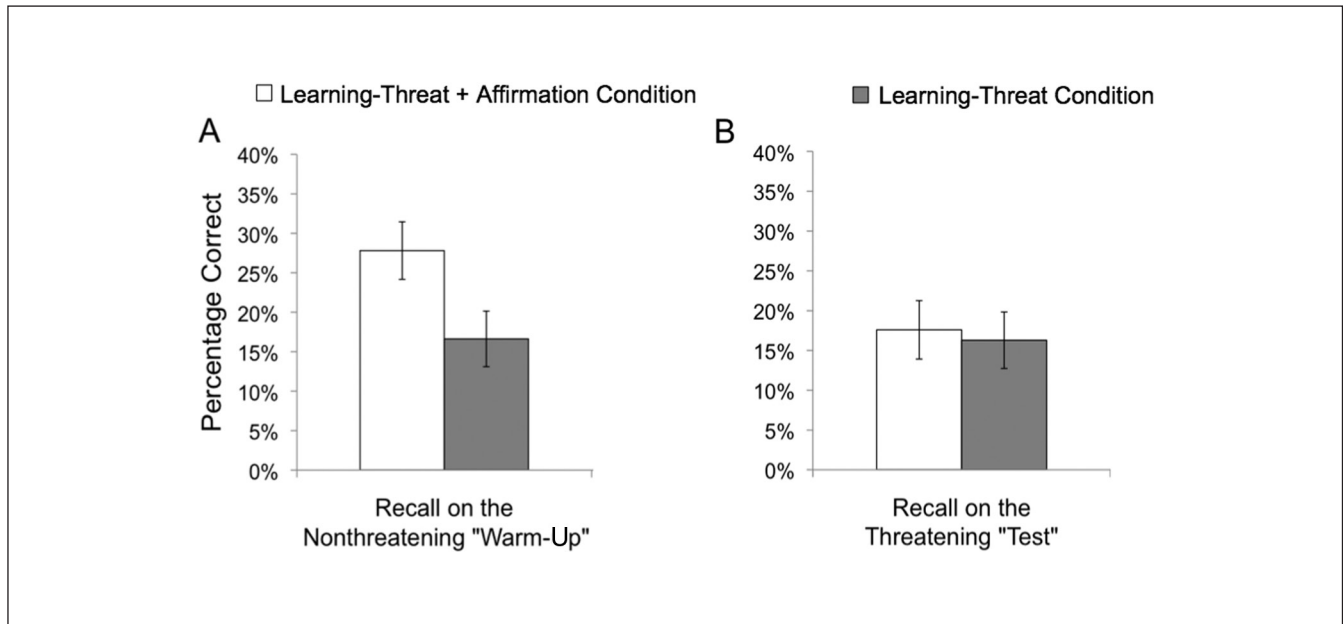 Learning-Threat + Affirmation Condition
Learning-Threat Condition
A
40%
35%
30%
25%
20%
15%
10%
5%
0%
Percentage Correct
Recall on the
Nonthreatening "Warm-Up"
B
40%
35%
30%
25%
20%
15%
10%
5%
0%
Recall on the
Threatening "Test"